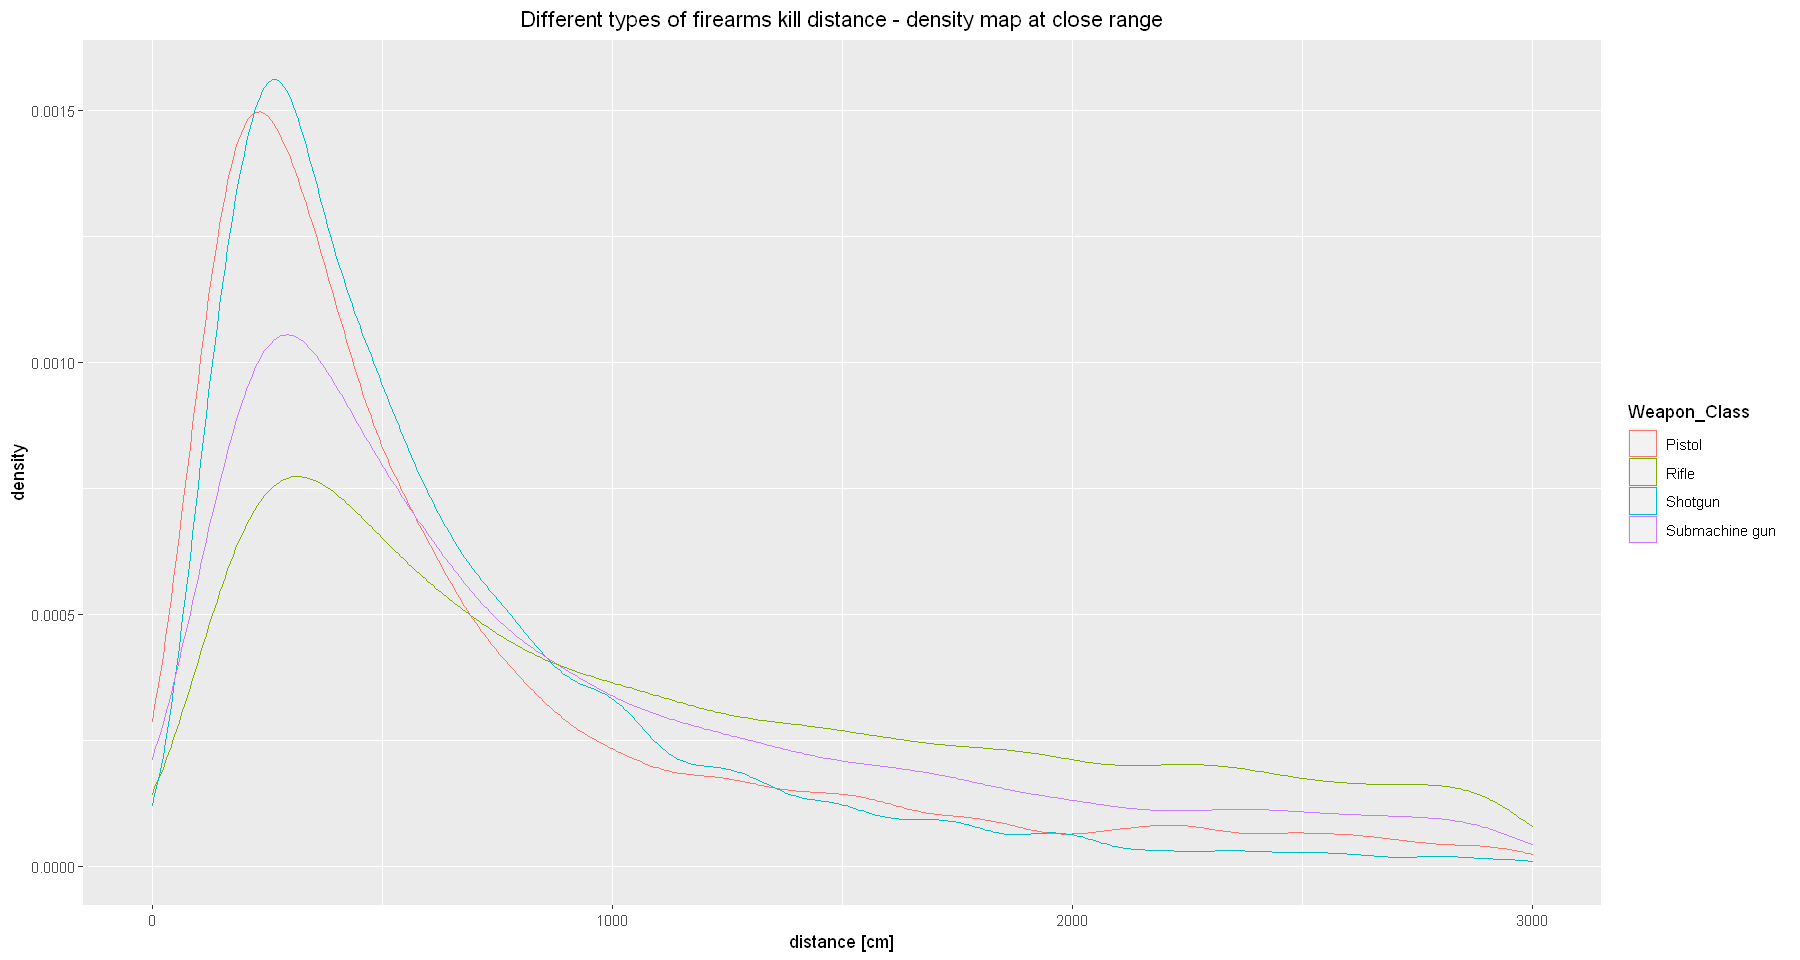 Different types of firearms kill distance - density map at close range
0.0015
0.0010
0.0005
0.0000
density
0
1000
2000
3000
distance [cm]
Weapon_Class
Pistol
Rifle
Shotgun
Submachine gun